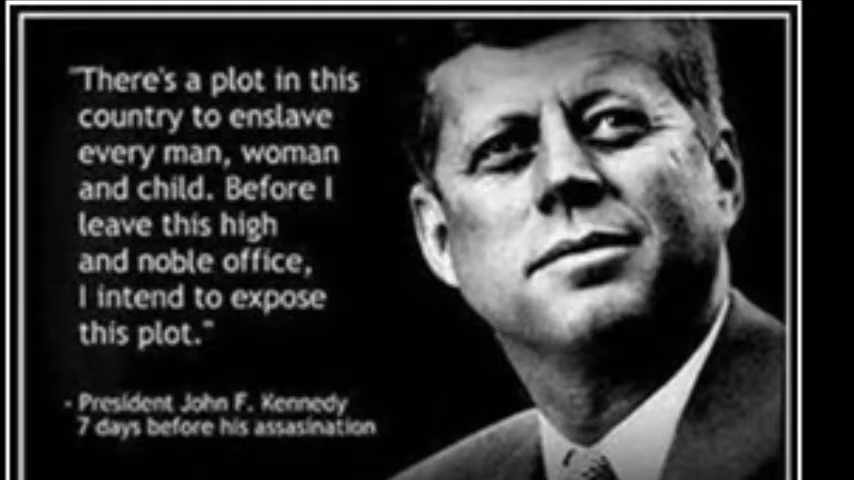 "There's a plot in this
country to enslave
every man, woman
and child. Before I
leave this high
and noble office,
I intend to expose
this plot."
- President John F. Kennedy
7 days before his assasination